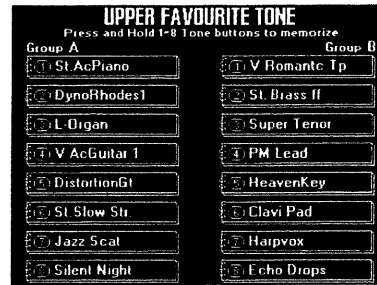 UPPER FAVOURITE TONE
Press and Hold 1~8 Tone buttons to memorize
Group A
Group B
1 St.AcPiano
1 V Romantc Tp
2 DynoRhodes1
2 St. Brass ff
3 L-Organ
3 Super Tenor
4 V AcGuitar 1
4 PM Lead
5 DistortionGt
5 HeavenKey
6 St.Slow Str.
6 Clavi Pad
7 Jazz Scat
7 Harpvox
8 Silent Night
8 Echo Drops